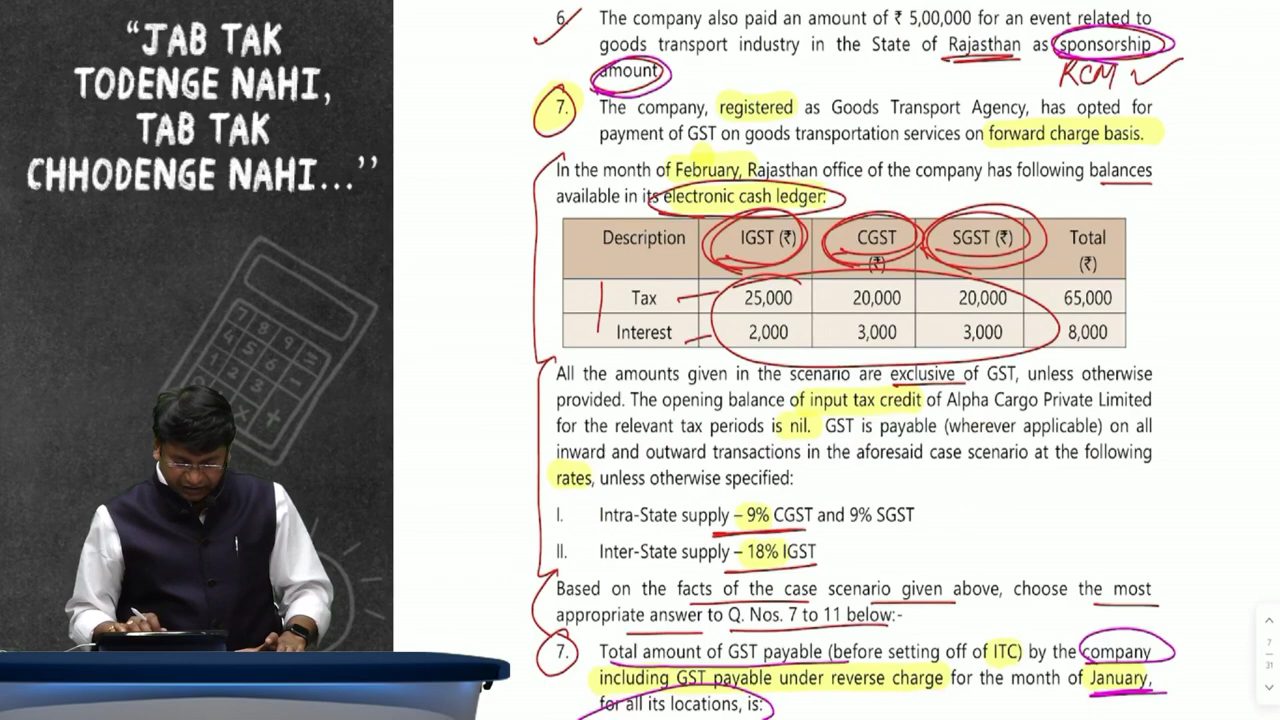 “JAB TAK
TODENGE NAHI,
TAB TAK
CHHODENGE NAHI...’’
6. The company also paid an amount of ₹ 5,00,000 for an event related to
goods transport industry in the State of Rajasthan as sponsorship
amount.
RCM
7. The company, registered as Goods Transport Agency, has opted for
payment of GST on goods transportation services on forward charge basis.
In the month of February, Rajasthan office of the company has following balances
available in its electronic cash ledger:
Description IGST (₹) CGST (₹) SGST (₹) Total (₹)
Tax 25,000 20,000 20,000 65,000
Interest 2,000 3,000 3,000 8,000
All the amounts given in the scenario are exclusive of GST, unless otherwise
provided. The opening balance of input tax credit of Alpha Cargo Private Limited
for the relevant tax periods is nil. GST is payable (wherever applicable) on all
inward and outward transactions in the aforesaid case scenario at the following
rates, unless otherwise specified:
I. Intra-State supply – 9% CGST and 9% SGST
II. Inter-State supply – 18% IGST
Based on the facts of the case scenario given above, choose the most
appropriate answer to Q. Nos. 7 to 11 below:-
7. Total amount of GST payable (before setting off of ITC) by the company
including GST payable under reverse charge for the month of January,
for all its locations, is:
7
31